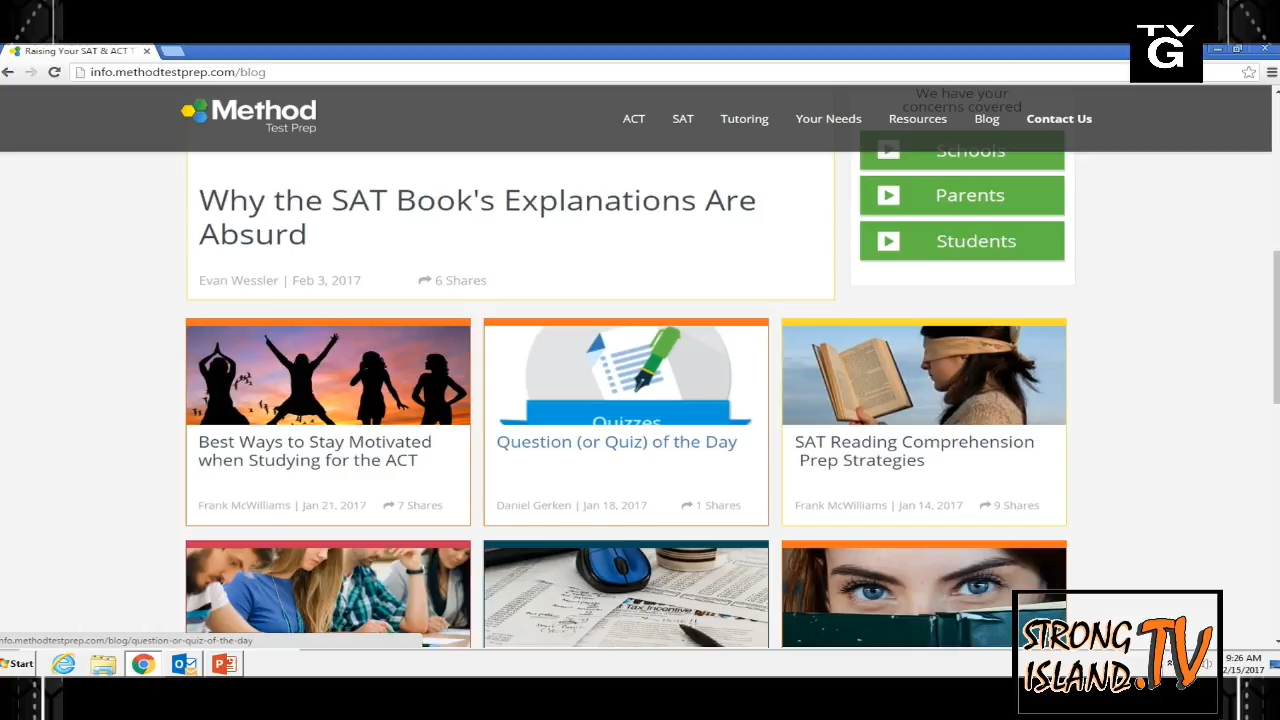 TV
G
Raising Your SAT & ACT T
info.methodtestprep.com/blog
Method
Test Prep
ACT
SAT
Tutoring
Your Needs
Resources
Blog
Contact Us
We have your
concerns covered
Schools
Parents
Students
Why the SAT Book's Explanations Are
Absurd
Evan Wessler | Feb 3, 2017
6 Shares
Quizzes
Best Ways to Stay Motivated
when Studying for the ACT
Frank McWilliams | Jan 21, 2017
7 Shares
Question (or Quiz) of the Day
Daniel Gerken | Jan 18, 2017
1 Shares
SAT Reading Comprehension
Prep Strategies
Frank McWilliams | Jan 14, 2017
9 Shares
Tax Incentive
info.methodtestprep.com/blog/question-or-quiz-of-the-day
Start
9:26 AM
2/15/2017
STRONG
ISLAND.TV